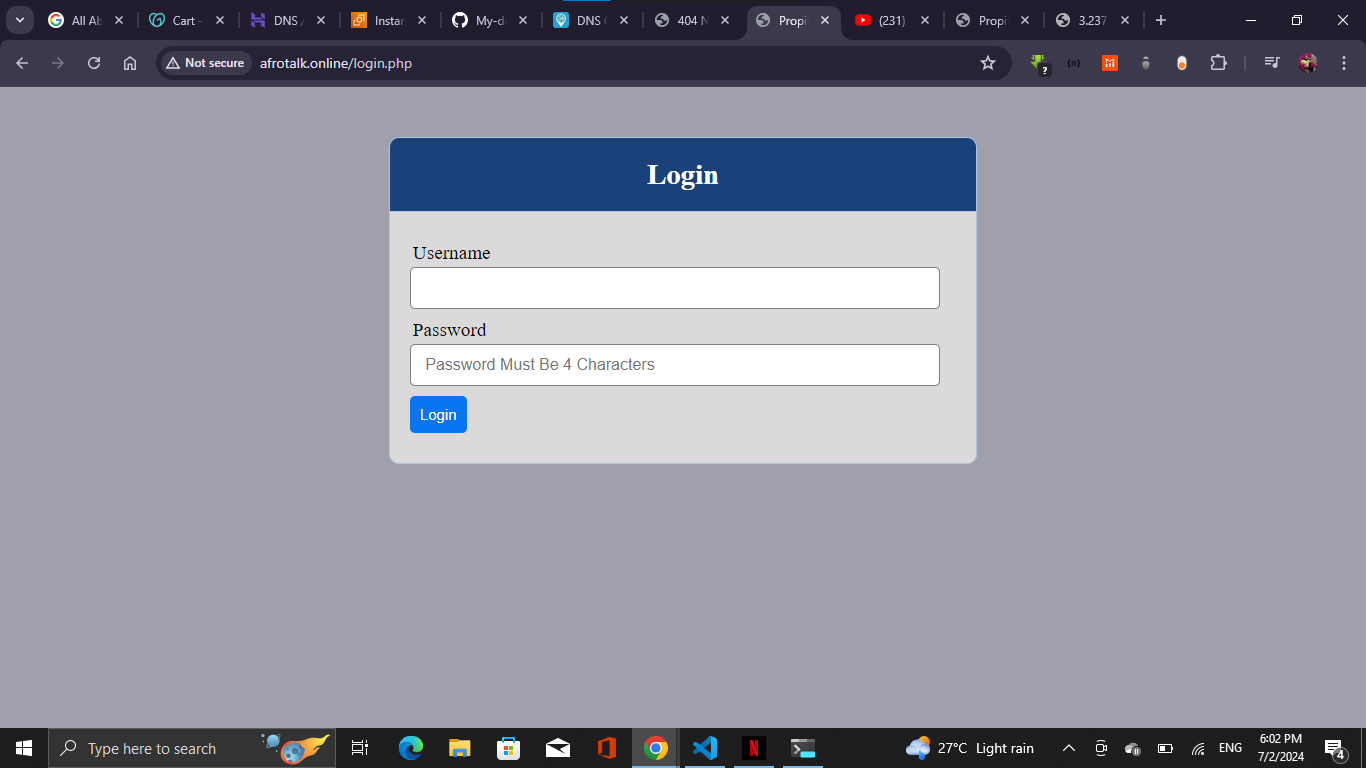 All Ab
Cart -
DNS /
Instar
My-d
DNS C
404 N
Propi
(231)
Propi
3.237
Not secure
afrotalk.online/login.php
Login
Username
Password
Password Must Be 4 Characters
Login
Type here to search
27°C Light rain
ENG
6:02 PM
7/2/2024
4